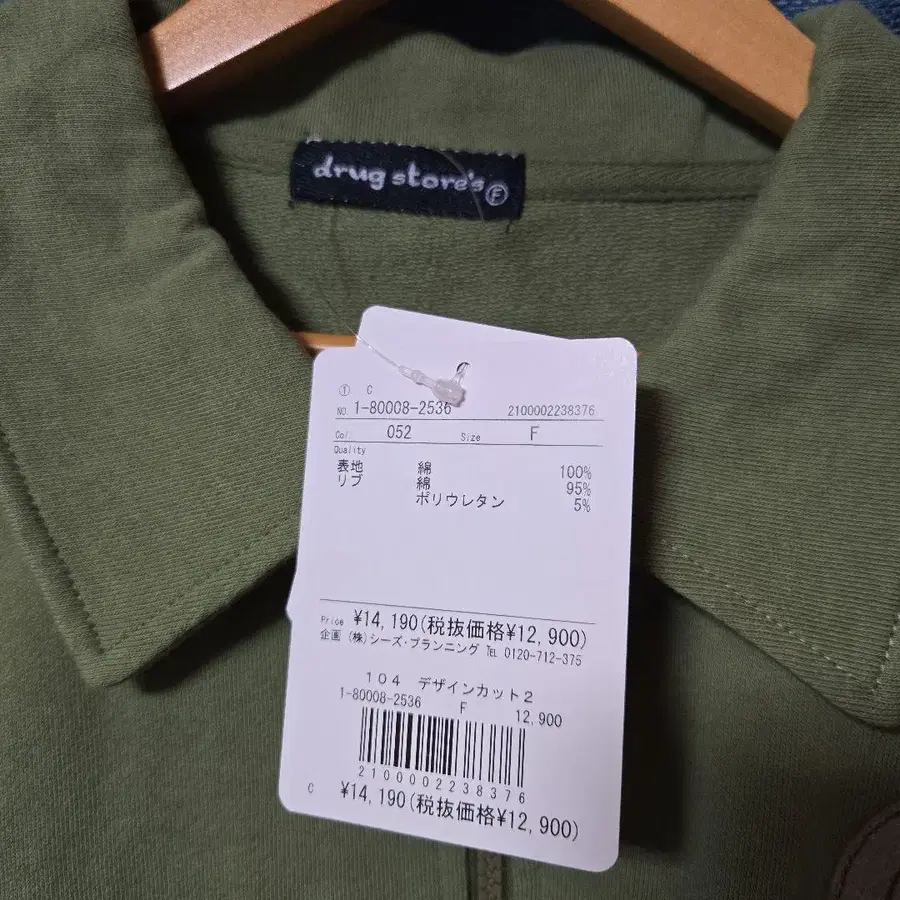 drug store's F
① C
NO. 1-80008-2536 2100002238376
Col. 052 Size F
Quality
表地 綿 100%
リブ 綿 95%
ポリウレタン 5%
Price ¥14,190(税抜価格¥12,900)
企画 (株)シーズ・プランニング ℡ 0120-712-375
104 デザインカット2
1-80008-2536 F 12,900
2100002238376
C ¥14,190(税抜価格¥12,900)